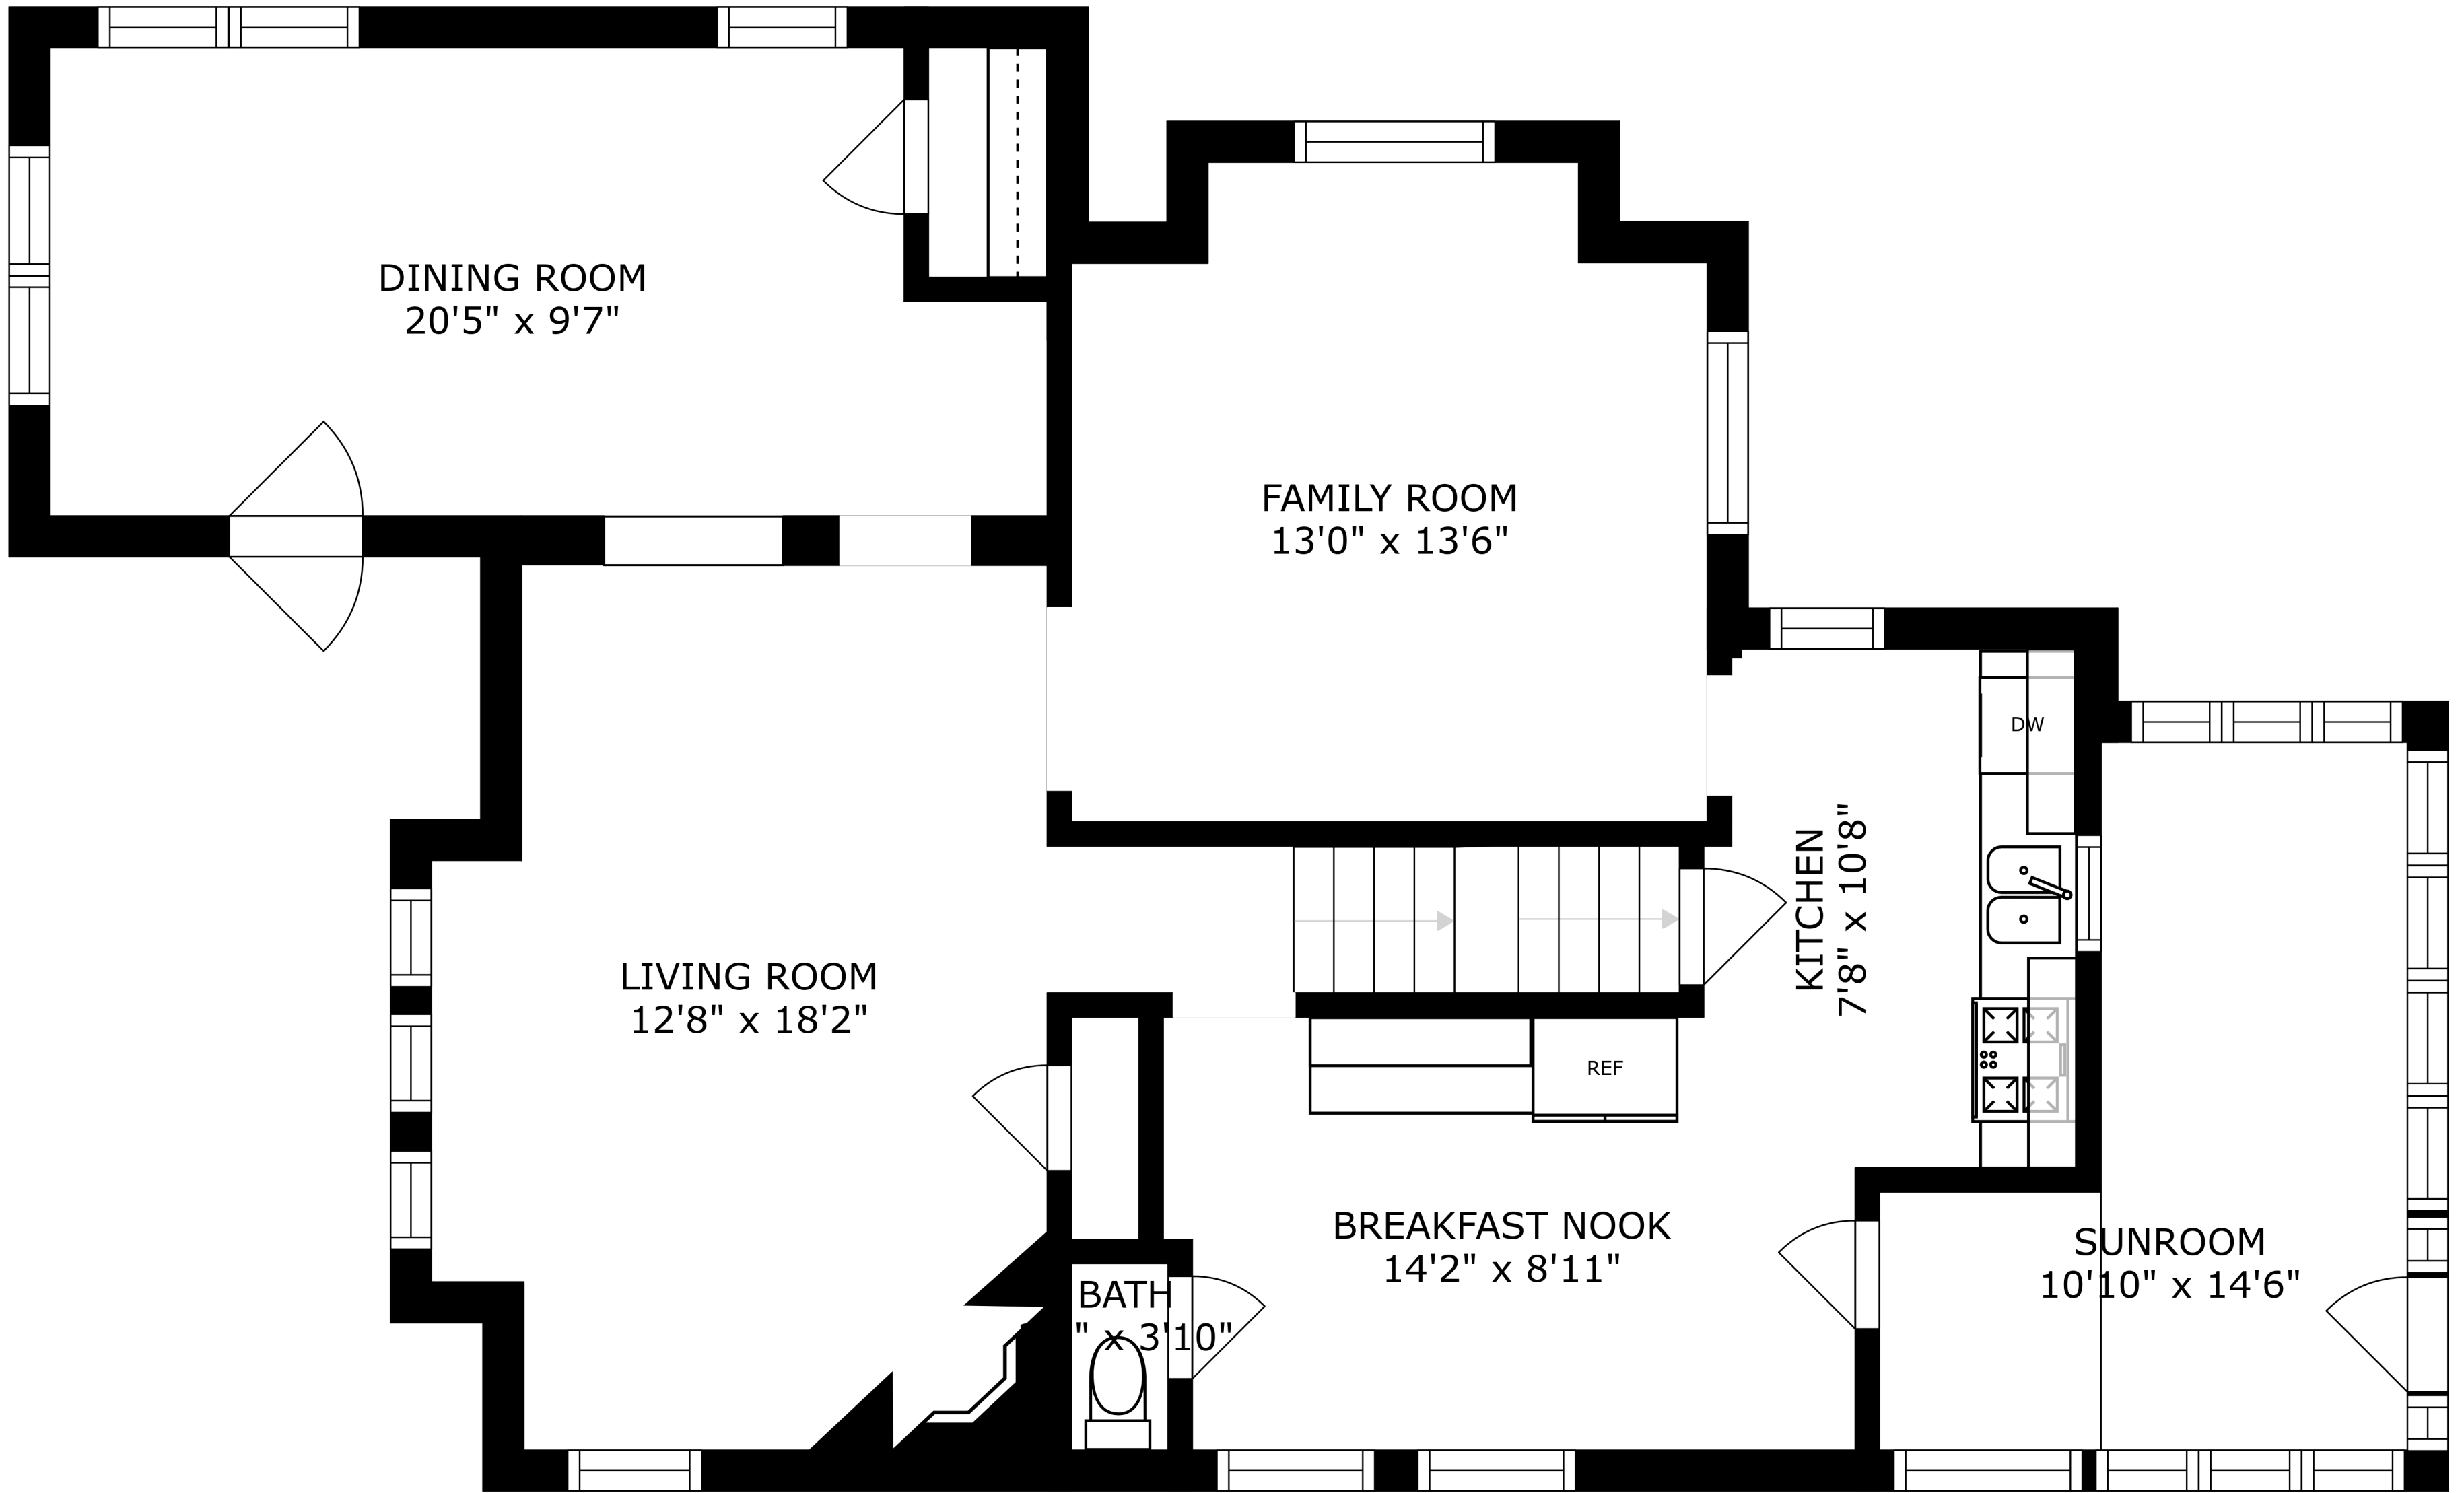 DINING ROOM
20'5" x 9'7"
FAMILY ROOM
13'0" x 13'6"
DW
KITCHEN
7'8" x 10'8"
LIVING ROOM
12'8" x 18'2"
REF
BREAKFAST NOOK
14'2" x 8'11"
SUNROOM
10'10" x 14'6"
BATH
" x 3'10"